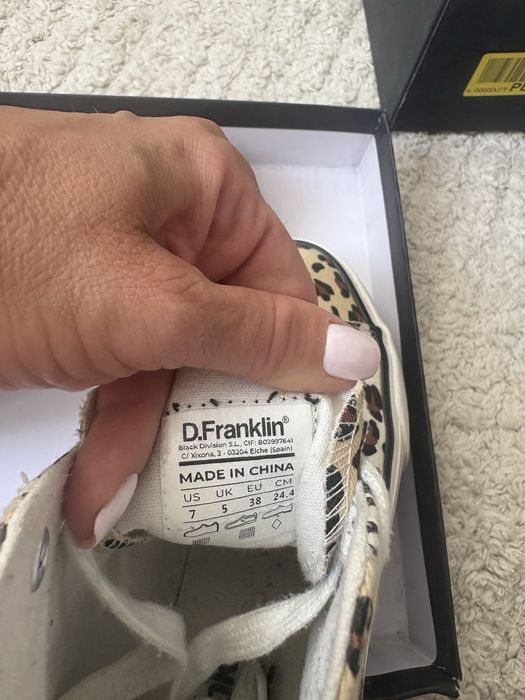 D.Franklin®
Black Division S.L., CIF: B02997641
C/ Xixona, 3 - 03204 Elche (Spain)
MADE IN CHINA
US UK EU CM
7 5 38 24.4